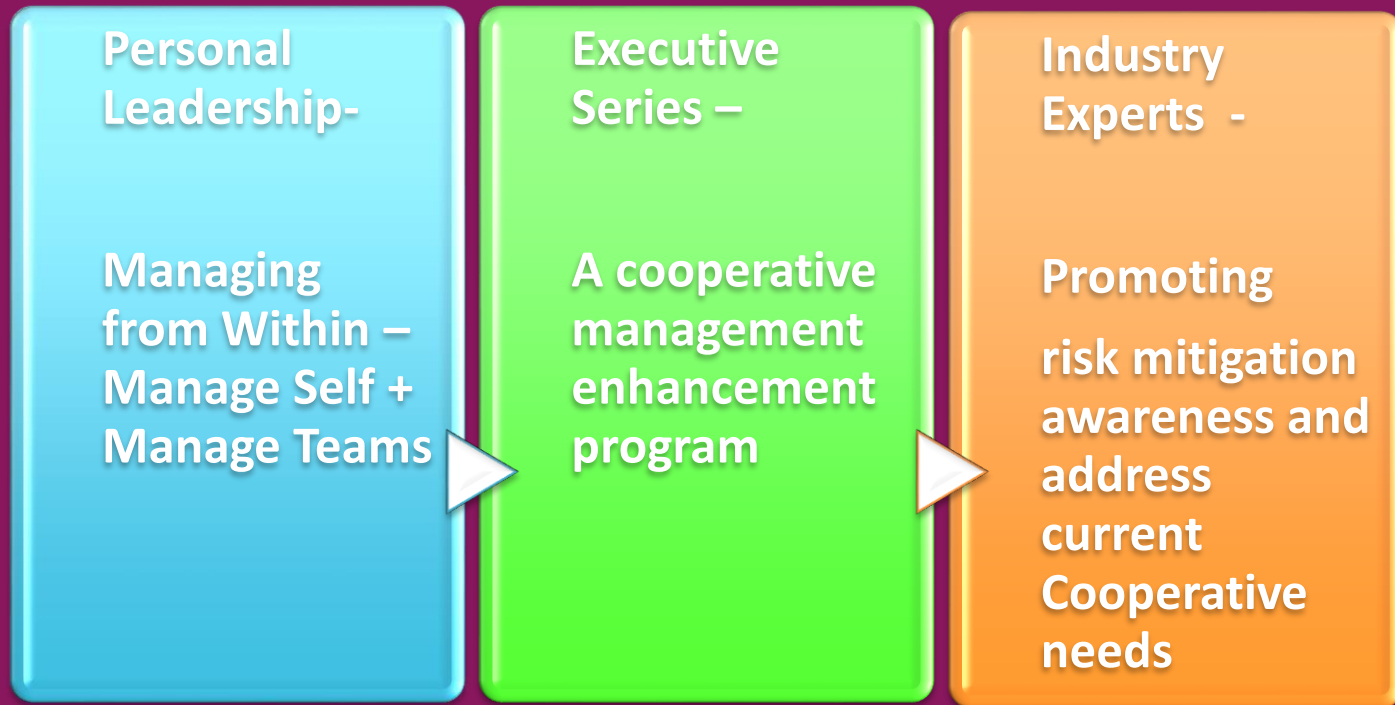 Personal
Leadership-
Managing
from Within –
Manage Self +
Manage Teams
Executive
Series –
A cooperative
management
enhancement
program
Industry
Experts  -
Promoting
risk mitigation
awareness and
address
current
Cooperative
needs